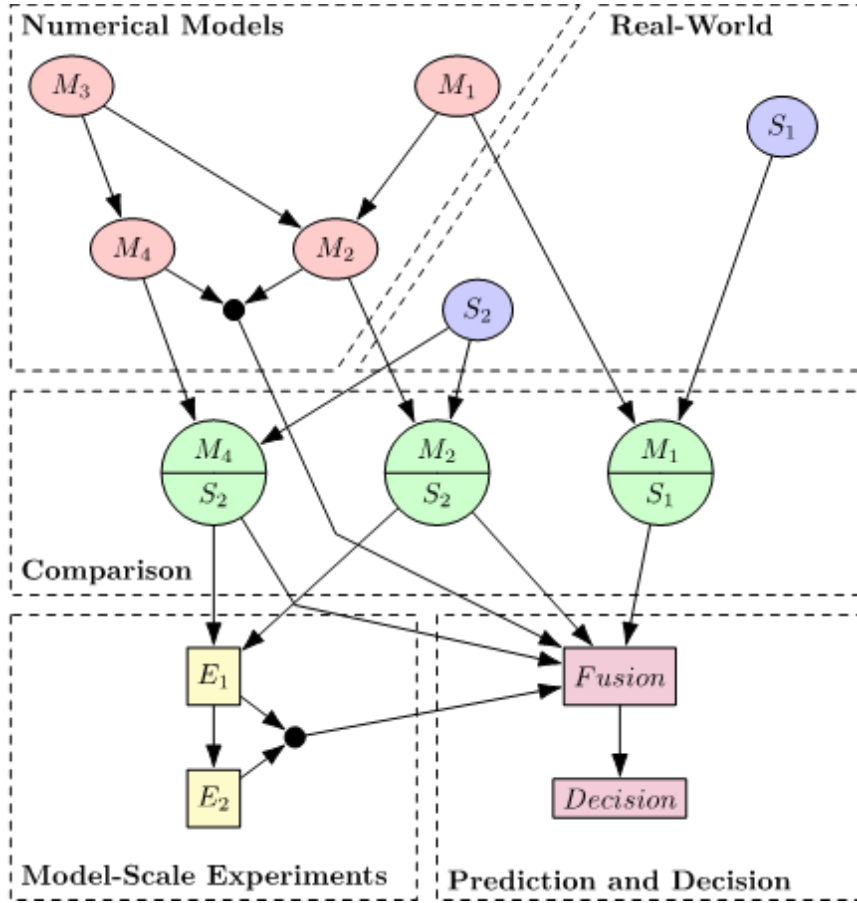 Numerical Models
Real-World
M₃
M₁
S₁
M₄
M₂
S₂
M₄
S₂
M₂
S₂
M₁
S₁
Comparison
E₁
Fusion
E₂
Decision
Model-Scale Experiments
Prediction and Decision